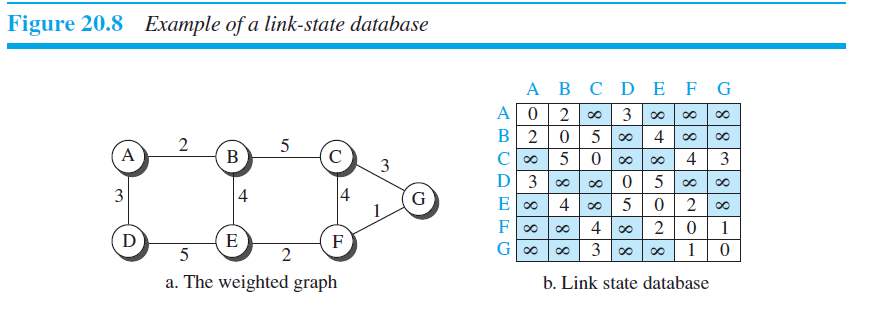 Figure 20.8 Example of a link-state database
A B C D E F G
A 0 2 ∞ 3 ∞ ∞ ∞
B 2 0 5 ∞ 4 ∞ ∞
C ∞ 5 0 ∞ ∞ 4 3
D 3 ∞ ∞ 0 5 ∞ ∞
E ∞ 4 ∞ 5 0 2 ∞
F ∞ ∞ 4 ∞ 2 0 1
G ∞ ∞ 3 ∞ ∞ 1 0
2 5
A B C
3
3 4 4 G
1
D E F
5 2
a. The weighted graph
b. Link state database